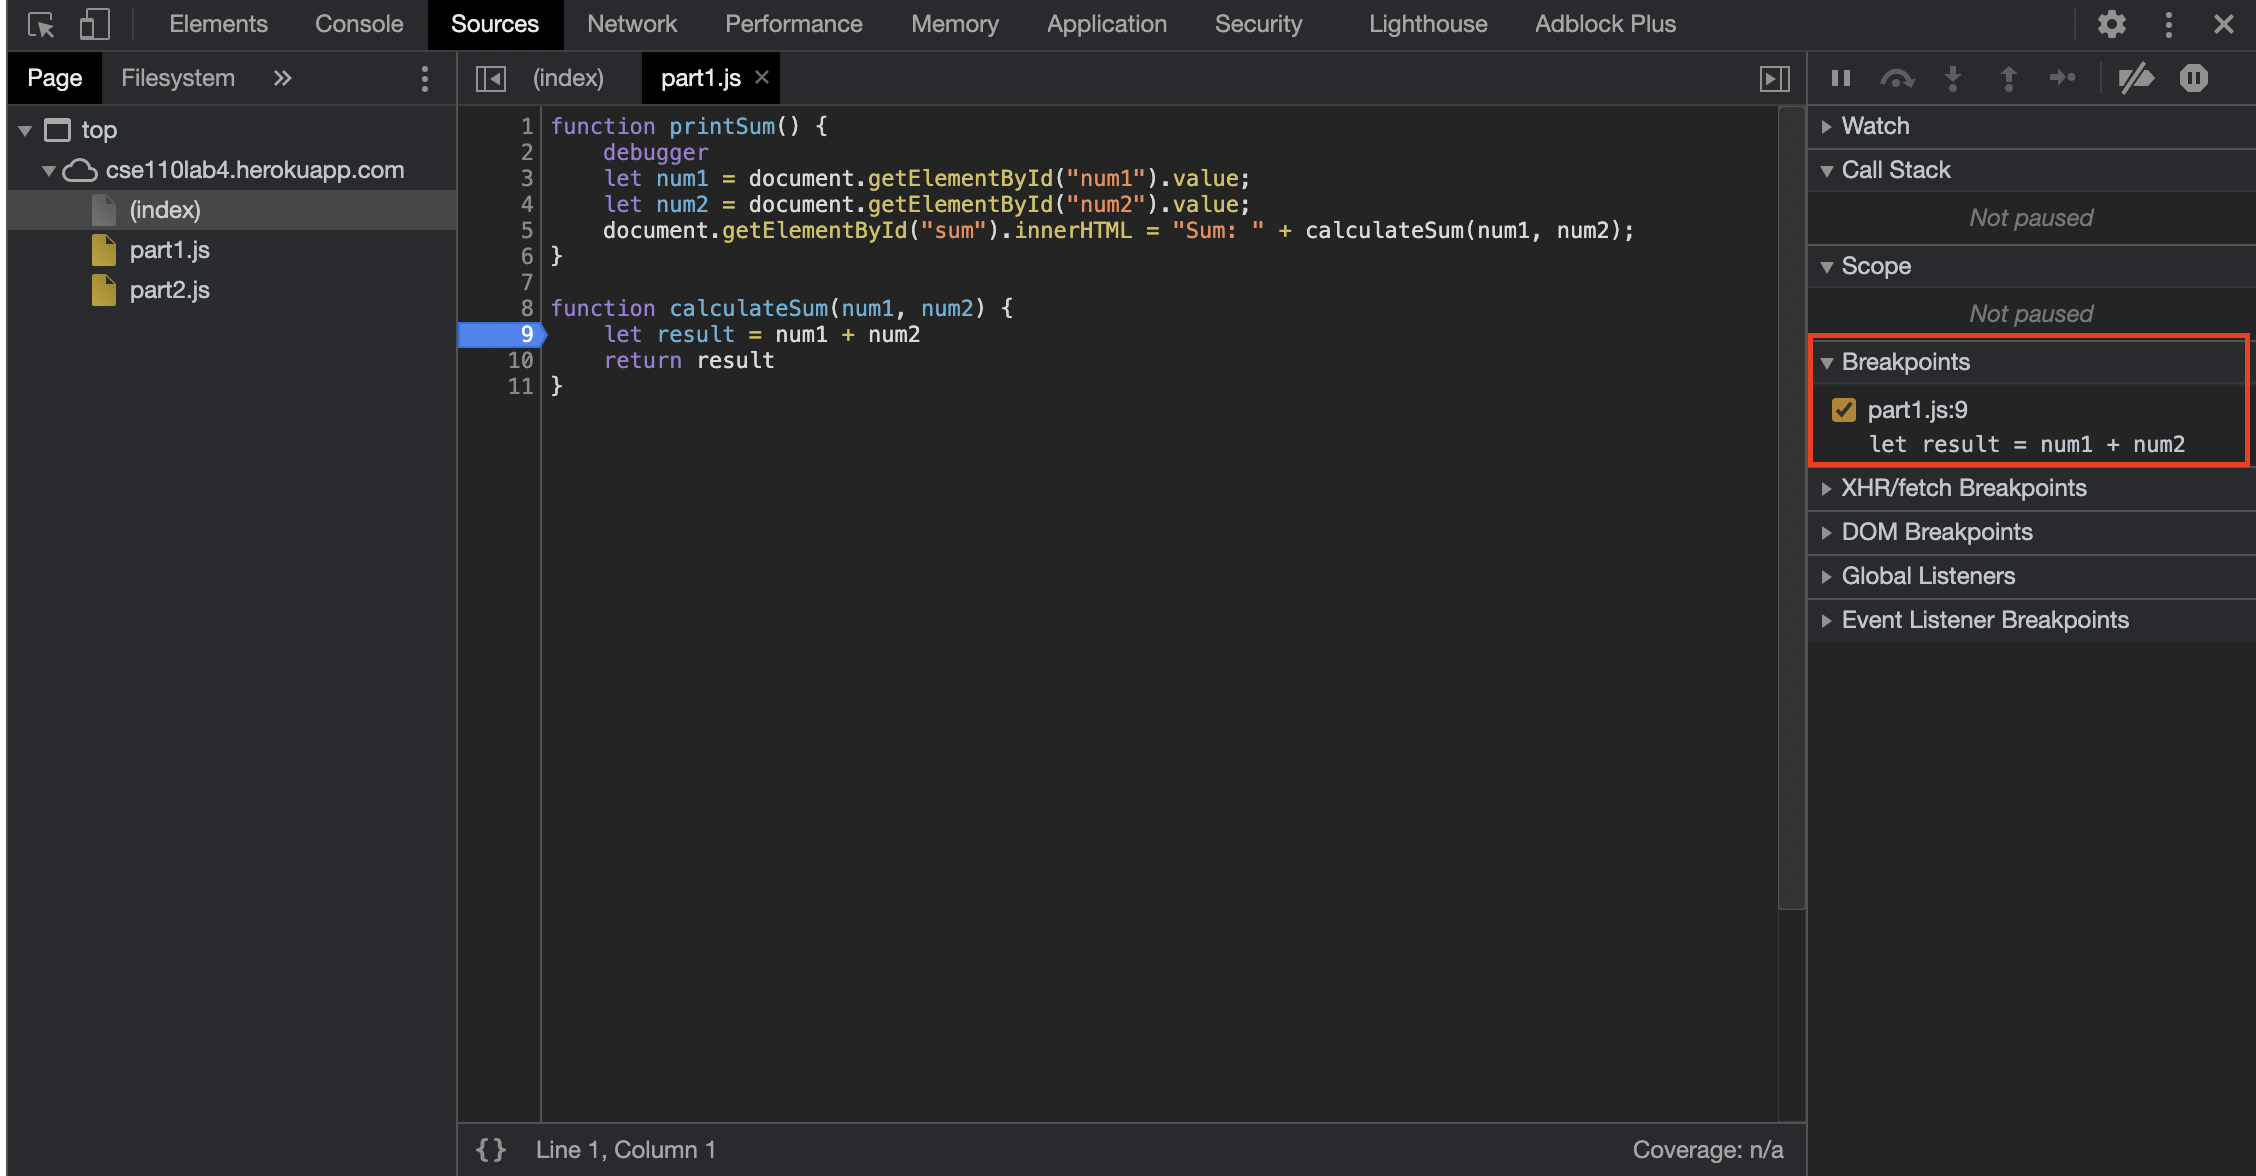 Elements Console Sources Network Performance Memory Application Security Lighthouse Adblock Plus
Page Filesystem »
top
cse110lab4.herokuapp.com
(index)
part1.js
part2.js
(index) part1.js ×
1 function printSum() {
2     debugger
3     let num1 = document.getElementById("num1").value;
4     let num2 = document.getElementById("num2").value;
5     document.getElementById("sum").innerHTML = "Sum: " + calculateSum(num1, num2);
6 }
7
8 function calculateSum(num1, num2) {
9     let result = num1 + num2
10     return result
11 }
{} Line 1, Column 1
Coverage: n/a
Watch
Call Stack
Not paused
Scope
Not paused
Breakpoints
part1.js:9
let result = num1 + num2
XHR/fetch Breakpoints
DOM Breakpoints
Global Listeners
Event Listener Breakpoints